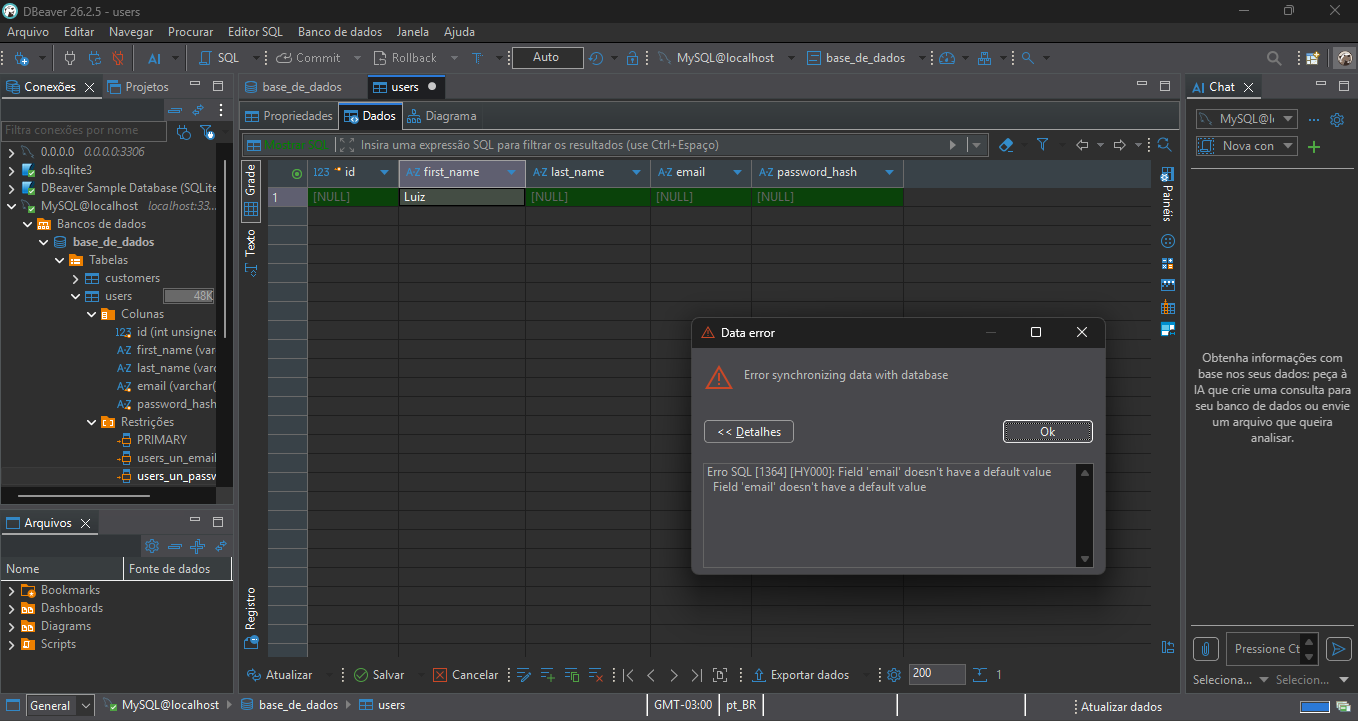 DBeaver 26.2.5 - users
Arquivo Editar Navegar Procurar Editor SQL Banco de dados Janela Ajuda
AI SQL Commit Rollback T Auto MySQL@localhost base_de_dados
Conexões Projetos
Filtra conexões por nome
0.0.0.0 0.0.0.0:3306
db.sqlite3
DBeaver Sample Database (SQLite
MySQL@localhost localhost:33...
Bancos de dados
base_de_dados
Tabelas
customers
users 48K
Colunas
id (int unsigned
first_name (var
last_name (varc
email (varchar(
password_hash
Restrições
PRIMARY
users_un_email
users_un_passw
Arquivos
Nome Fonte de dados
Bookmarks
Dashboards
Diagrams
Scripts
base_de_dados users
Propriedades Dados Diagrama
Mostrar SQL Insira uma expressão SQL para filtrar os resultados (use Ctrl+Espaço)
Grade
Texto
Registro
123 id A-Z first_name A-Z last_name A-Z email A-Z password_hash
1 [NULL] Luiz [NULL] [NULL] [NULL]
Painéis
Data error
Error synchronizing data with database
<< Detalhes Ok
Erro SQL [1364] [HY000]: Field 'email' doesn't have a default value
Field 'email' doesn't have a default value
Atualizar Salvar Cancelar Exportar dados 200 1
AI Chat
MySQL@l
Nova con
Obtenha informações com
base nos seus dados: peça à
IA que crie uma consulta para
seu banco de dados ou envie
um arquivo que queira
analisar.
Pressione Ct
Seleciona... Selecion...
General MySQL@localhost base_de_dados users GMT-03:00 pt_BR Atualizar dados